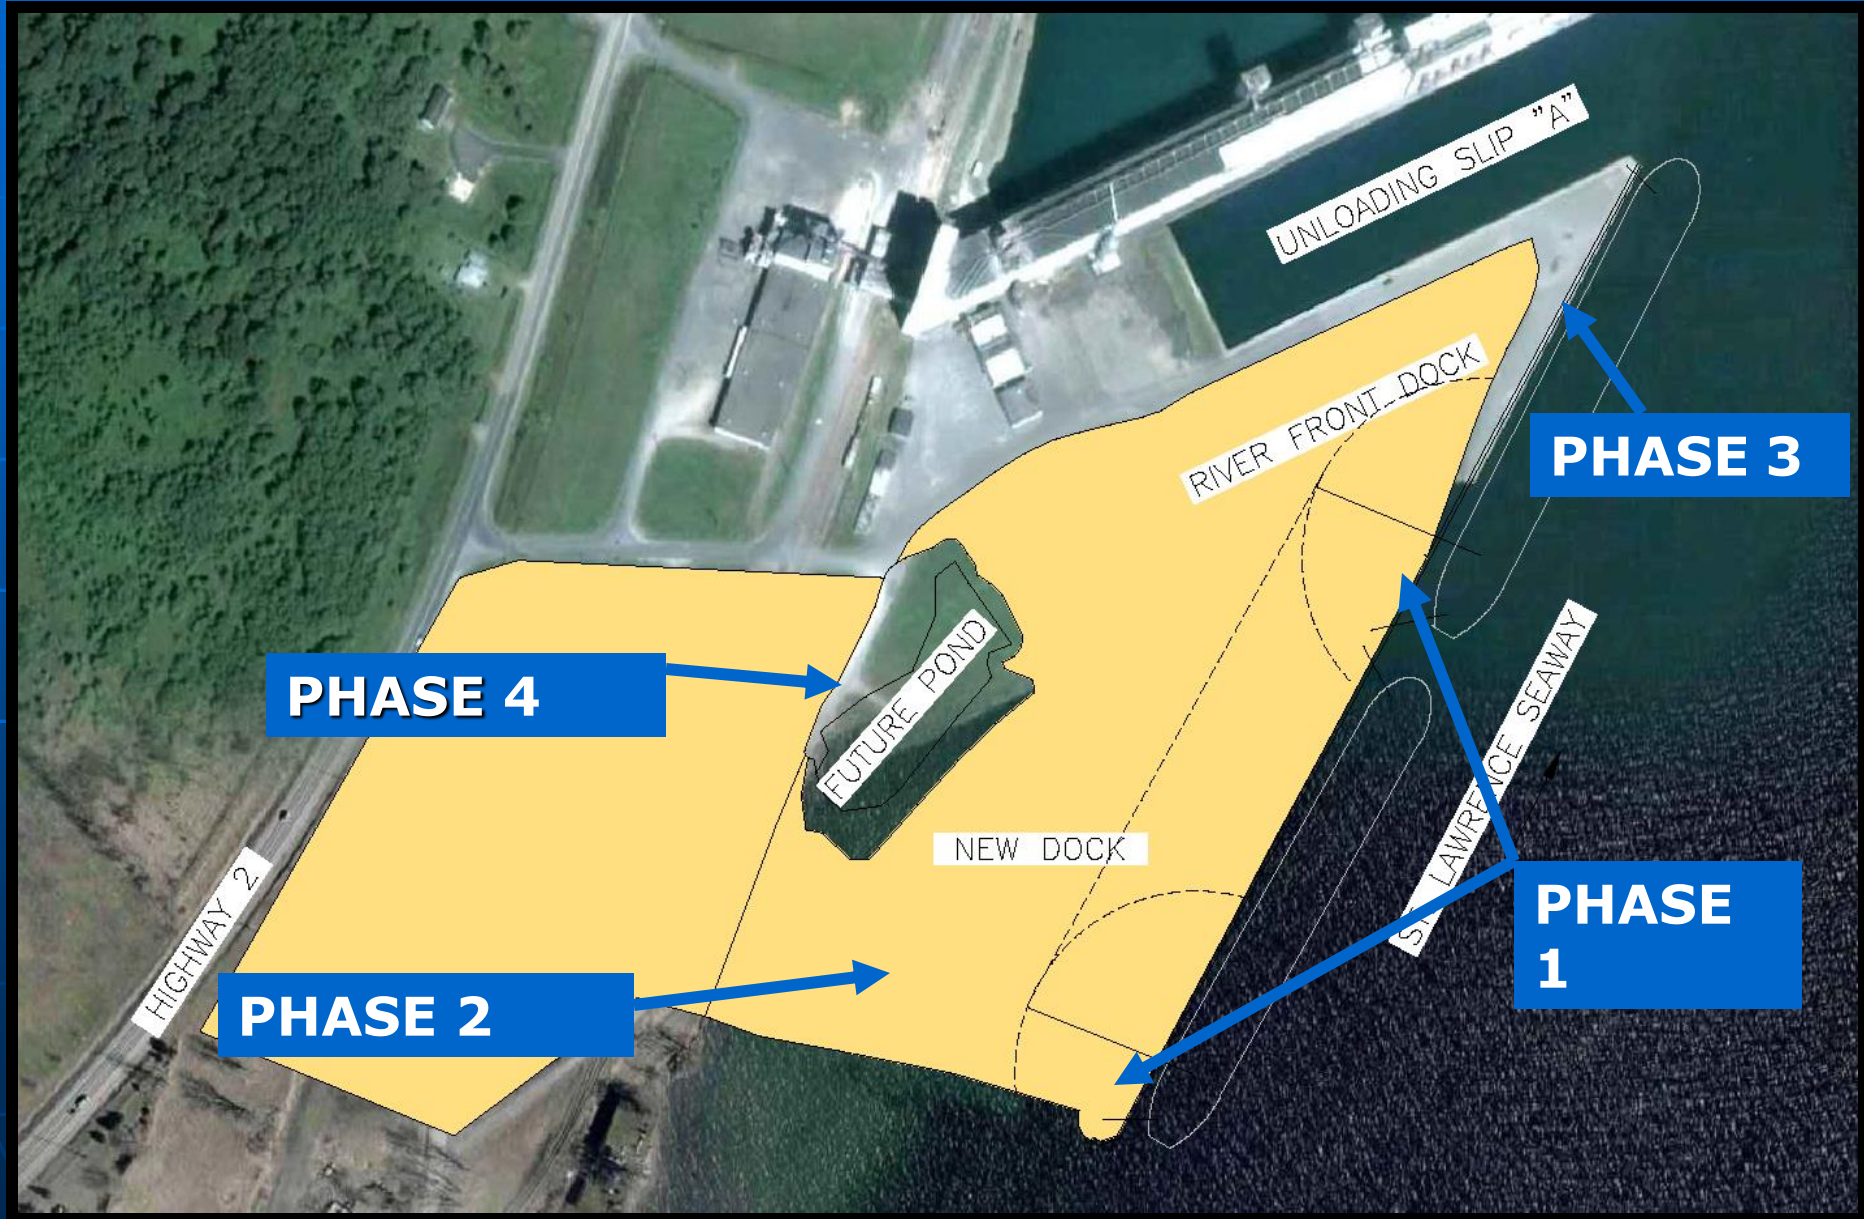 UNLOADING SLIP "A"
RIVER FRONT DOCK
PHASE 3
PHASE 4
FUTURE POND
NEW DOCK
ST. LAWRENCE SEAWAY
HIGHWAY 2
PHASE 2
PHASE
1